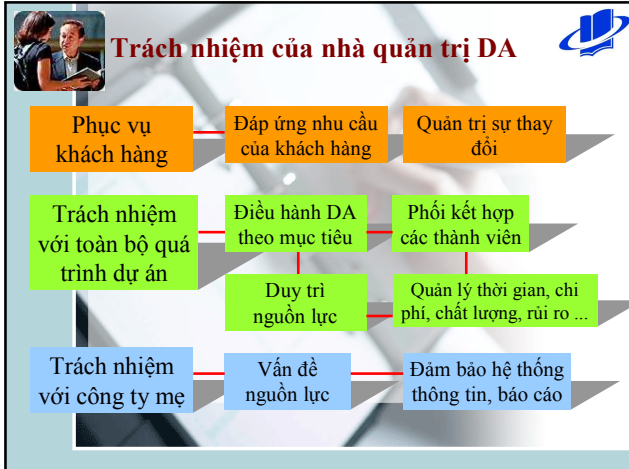 Trách nhiệm của nhà quản trị DA
Phục vụ
khách hàng
Đáp ứng nhu cầu
của khách hàng
Quản trị sự thay
đổi
Trách nhiệm
với toàn bộ quá
trình dự án
Điều hành DA
theo mục tiêu
Phối kết hợp
các thành viên
Duy trì
nguồn lực
Quản lý thời gian, chi
phí, chất lượng, rủi ro ...
Trách nhiệm
với công ty mẹ
Vấn đề
nguồn lực
Đảm bảo hệ thống
thông tin, báo cáo